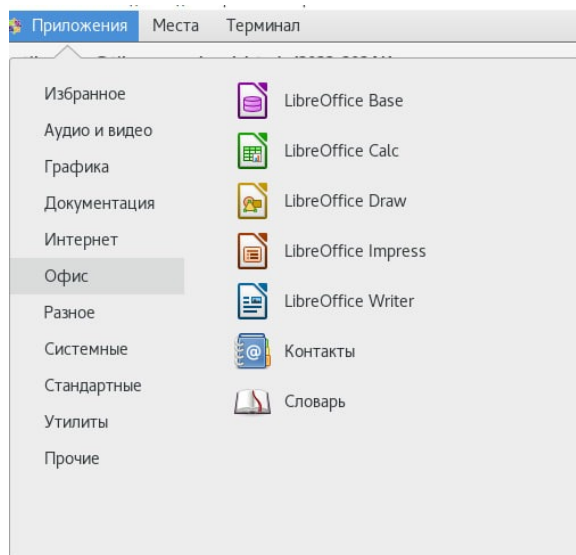 Приложения Места Терминал
Избранное
Аудио и видео
Графика
Документация
Интернет
Офис
Разное
Системные
Стандартные
Утилиты
Прочие
LibreOffice Base
LibreOffice Calc
LibreOffice Draw
LibreOffice Impress
LibreOffice Writer
Контакты
Словарь